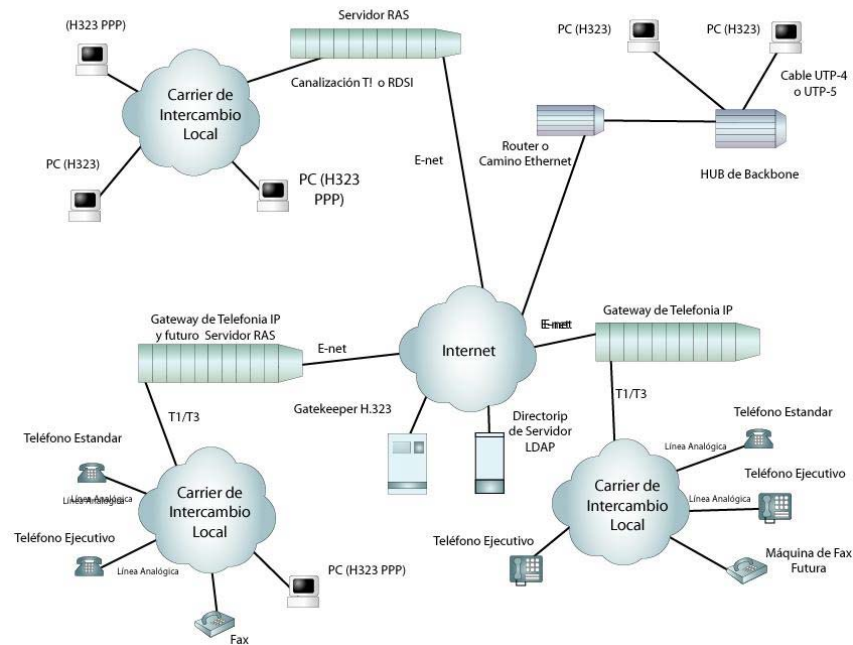 Servidor RAS
(H323 PPP)
PC (H323)
PC (H323)
Canalización T! o RDSI
Cable UTP-4
o UTP-5
Carrier de
Intercambio
Local
Router o
Camino Ethernet
E-net
PC (H323)
PC (H323
PPP)
HUB de Backbone
Gateway de Telefonia IP
y futuro Servidor RAS
Gateway de Telefonia IP
E-net
E-net
Internet
T1/T3
Gatekeeper H.323
Directorip
de Servidor
LDAP
T1/T3
Teléfono Estandar
Teléfono Estandar
Línea Analógica
Línea Analógica
Línea Analógica
Carrier de
Intercambio
Local
Carrier de
Intercambio
Local
Teléfono Ejecutivo
Línea Analógica
Teléfono Ejecutivo
Línea Analógica
Teléfono Ejecutivo
PC (H323 PPP)
Máquina de Fax
Futura
Fax